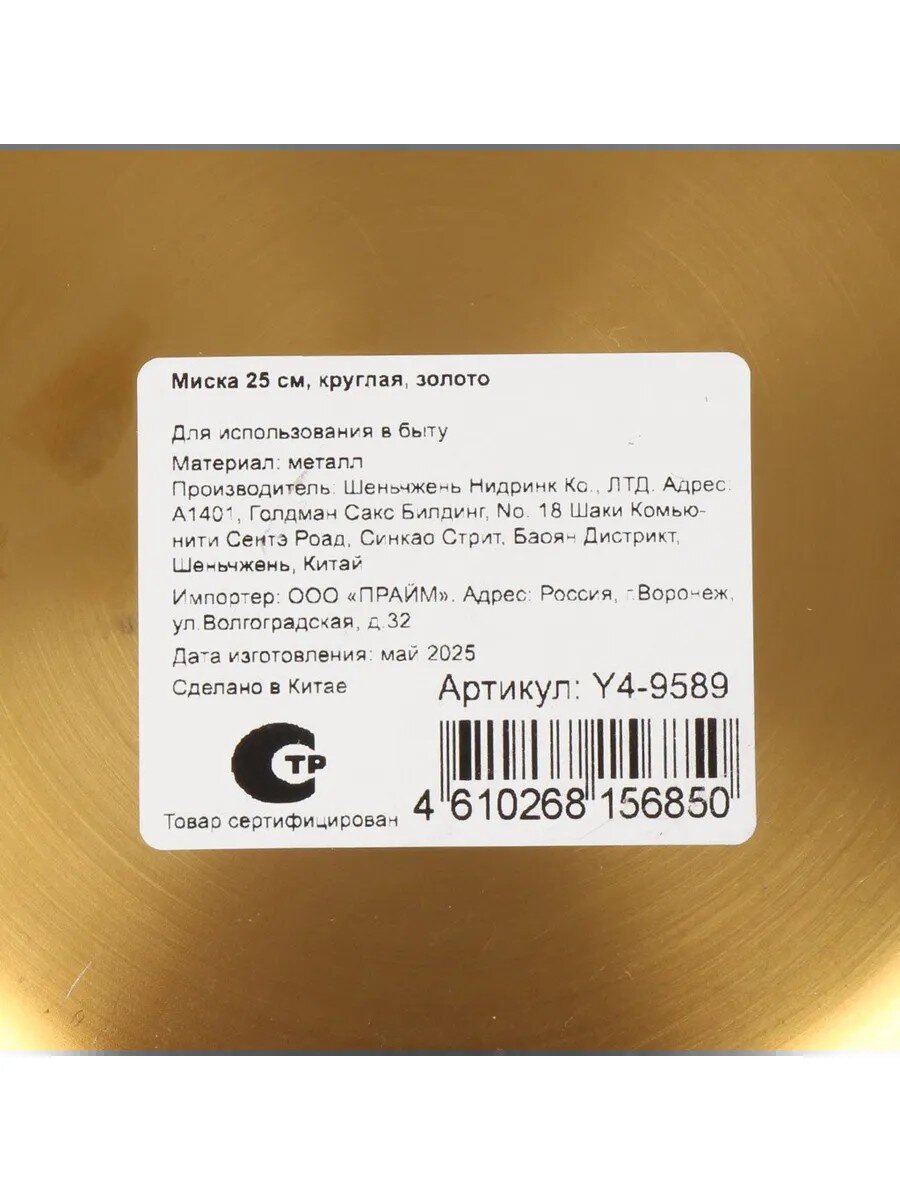 Миска 25 см, круглая, золото
Для использования в быту
Материал: металл
Производитель: Шеньчжень Нидринк Ко., ЛТД. Адрес:
А1401, Голдман Сакс Билдинг, No. 18 Шаки Комью-
нити Сентэ Роад, Синкао Стрит, Баоян Дистрикт,
Шеньчжень, Китай
Импортер: ООО «ПРАЙМ». Адрес: Россия, г.Воронеж,
ул.Волгоградская, д.32
Дата изготовления: май 2025
Сделано в Китае
Артикул: Y4-9589
СТР
4 610268 156850
Товар сертифицирован